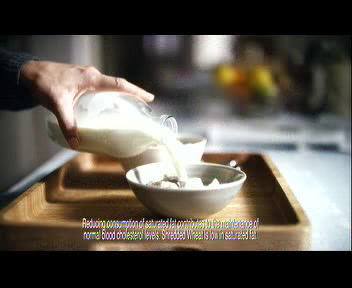 Reducing consumption of saturated fat contributes to the maintenance of
normal blood cholesterol levels. Shredded Wheat is low in saturated fat.